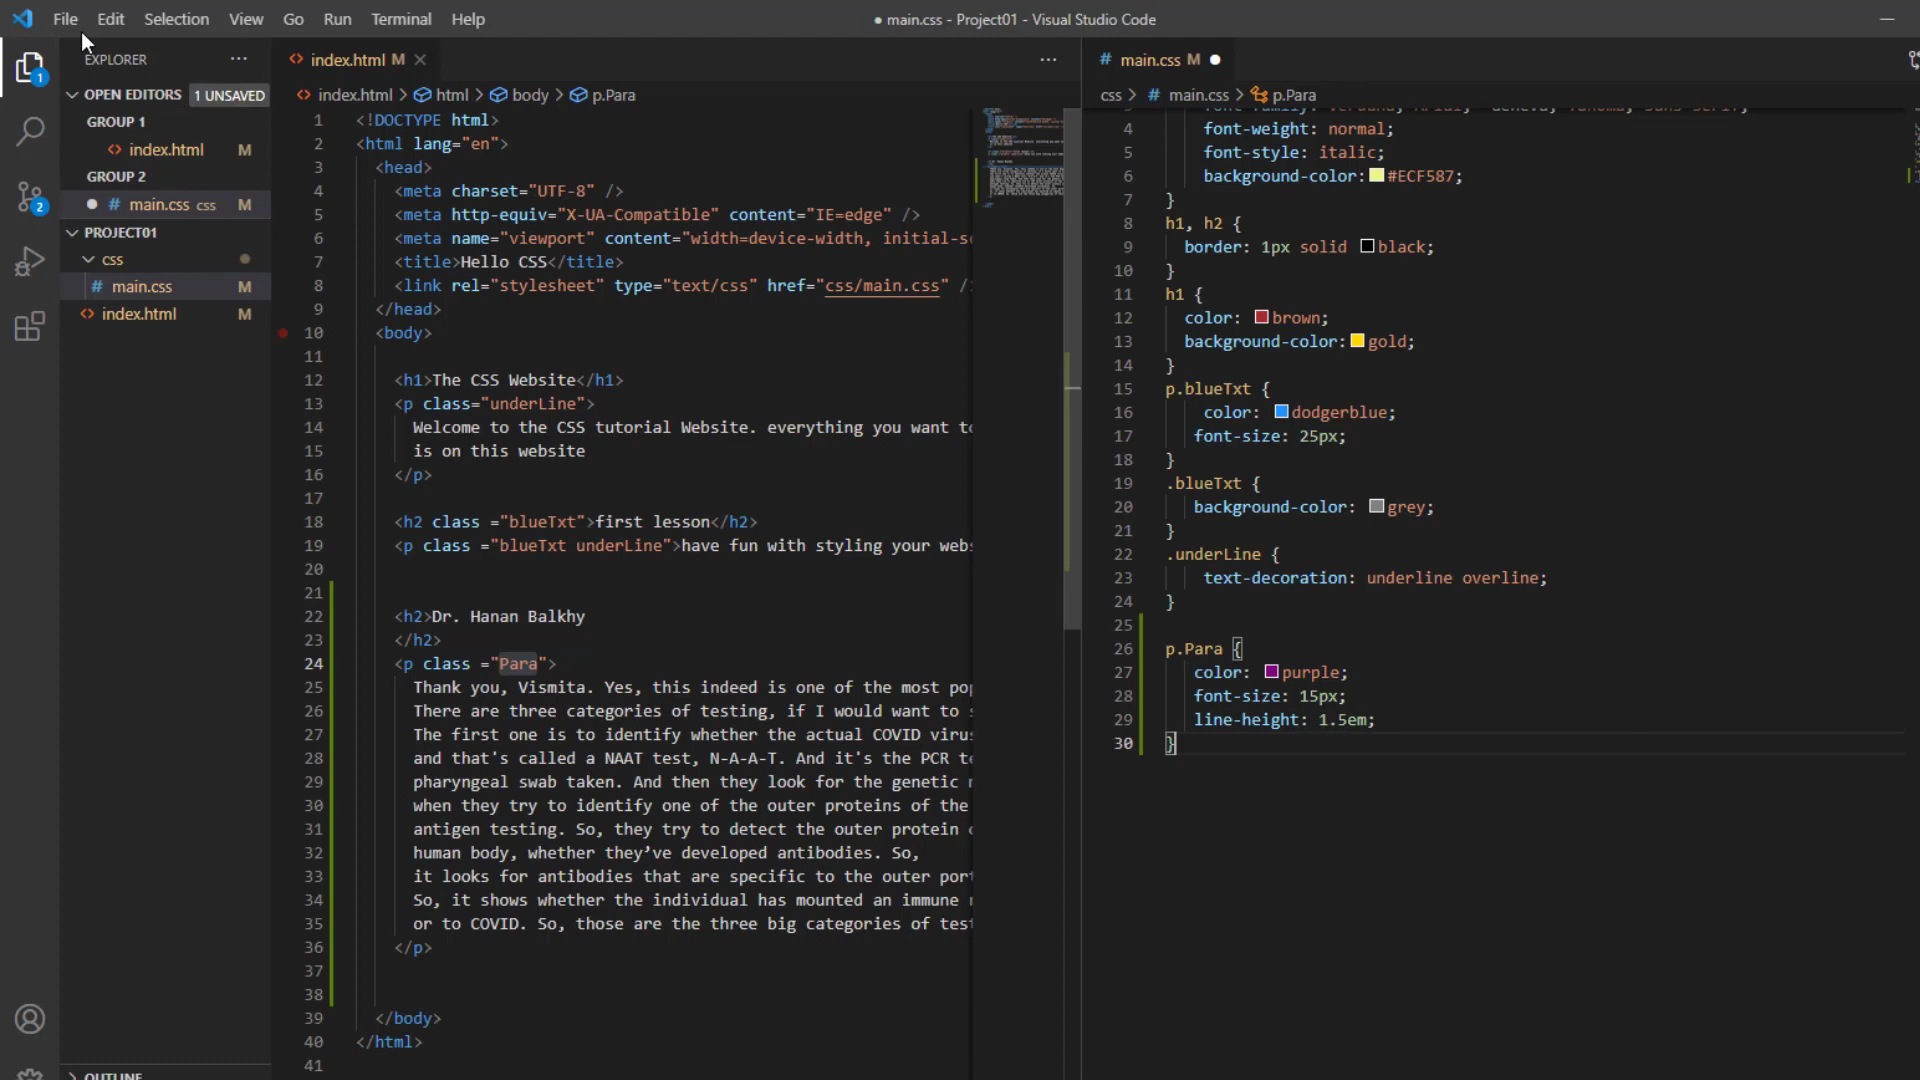 File Edit Selection View Go Run Terminal Help
● main.css - Project01 - Visual Studio Code
EXPLORER ···
OPEN EDITORS 1 UNSAVED
GROUP 1
index.html M
GROUP 2
main.css css M
PROJECT01
css
main.css M
index.html M
OUTLINE
1
2
index.html M
index.html > html > body > p.Para
1 <!DOCTYPE html>
2 <html lang="en">
3 <head>
4 <meta charset="UTF-8" />
5 <meta http-equiv="X-UA-Compatible" content="IE=edge" />
6 <meta name="viewport" content="width=device-width,
7 <title>Hello CSS</title>
8 <link rel="stylesheet" type="text/css" href="css/main.css" /
9 </head>
10 <body>
11
12 <h1>The CSS Website</h1>
13 <p class="underLine">
14 Welcome to the CSS tutorial Website. everything you want
15 is on this website
16 </p>
17
18 <h2 class ="blueTxt">first lesson</h2>
19 <p class ="blueTxt underLine">have fun with styling your
20
21
22 <h2>Dr. Hanan Balkhy
23 </h2>
24 <p class ="Para">
25 Thank you, Vismita. Yes, this indeed is one of the most
26 There are three categories of testing, if I would want to
27 The first one is to identify whether the actual COVID
28 and that's called a NAAT test, N-A-A-T. And it's the PCR
29 pharyngeal swab taken. And then they look for the genetic
30 when they try to identify one of the outer proteins of the
31 antigen testing. So, they try to detect the outer protein
32 human body, whether they’ve developed antibodies. So,
33 it looks for antibodies that are specific to the outer
34 So, it shows whether the individual has mounted an immune
35 or to COVID. So, those are the three big categories of
36 </p>
37
38
39 </body>
40 </html>
41
main.css M
css > main.css > p.Para
4 font-weight: normal;
5 font-style: italic;
6 background-color: #ECF587;
7 }
8 h1, h2 {
9 border: 1px solid black;
10 }
11 h1 {
12 color: brown;
13 background-color: gold;
14 }
15 p.blueTxt {
16 color: dodgerblue;
17 font-size: 25px;
18 }
19 .blueTxt {
20 background-color: grey;
21 }
22 .underLine {
23 text-decoration: underline overline;
24 }
25
26 p.Para {
27 color: purple;
28 font-size: 15px;
29 line-height: 1.5em;
30 }